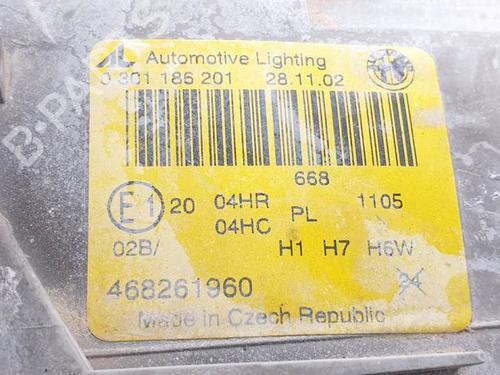 Automotive Lighting
0 301 186 201 28.11.02
668
E1 20 04HR PL 1105
04HC
02B/ H1 H7 H6W
468261960 24
Made in Czech Republic
B-PARTS